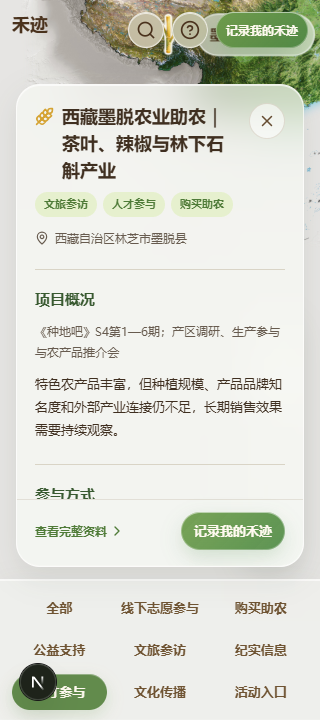 禾迹
记录我的禾迹
西藏墨脱农业助农｜
茶叶、辣椒与林下石
斛产业
文旅参访 人才参与 购买助农
西藏自治区林芝市墨脱县
项目概况
《种地吧》S4第1—6期；产区调研、生产参与
与农产品推介会
特色农产品丰富，但种植规模、产品品牌知
名度和外部产业连接仍不足，长期销售效果
需要持续观察。
参与方式
查看完整资料 记录我的禾迹
全部 线下志愿参与 购买助农
公益支持 文旅参访 纪实信息
N 参与 文化传播 活动入口